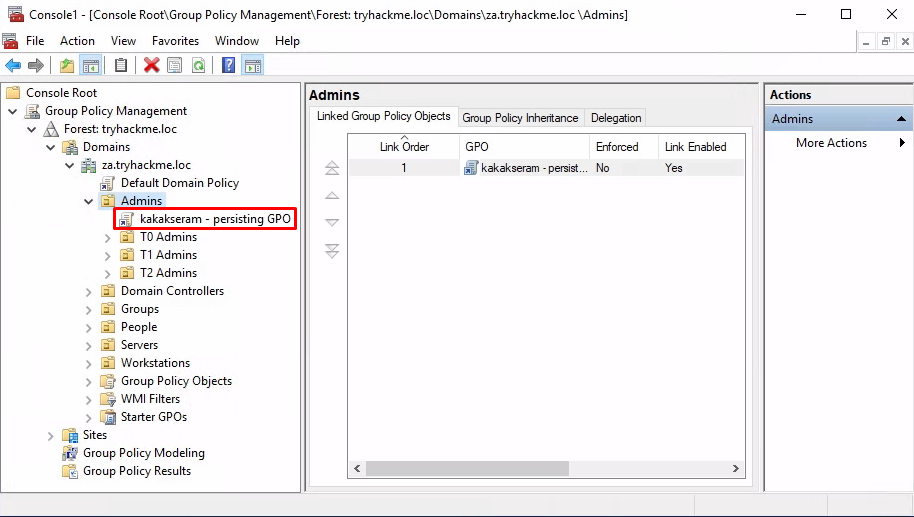 Console1 - [Console Root\Group Policy Management\Forest: tryhackme.loc\Domains\za.tryhackme.loc \Admins]
File Action View Favorites Window Help
Console Root
Group Policy Management
Forest: tryhackme.loc
Domains
za.tryhackme.loc
Default Domain Policy
Admins
kakakseram - persisting GPO
T0 Admins
T1 Admins
T2 Admins
Domain Controllers
Groups
People
Servers
Workstations
Group Policy Objects
WMI Filters
Starter GPOs
Sites
Group Policy Modeling
Group Policy Results
Admins
Linked Group Policy Objects Group Policy Inheritance Delegation
Link Order GPO Enforced Link Enabled
1 kakakseram - persist... No Yes
Actions
Admins
More Actions